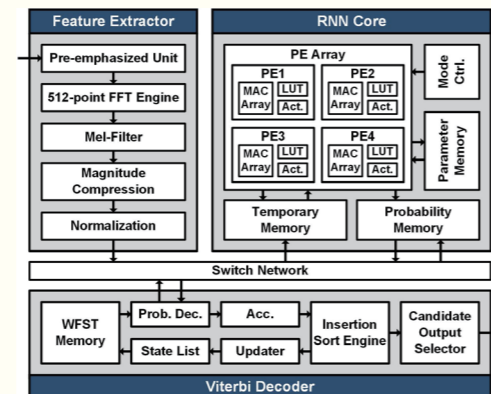 Feature Extractor
Pre-emphasized Unit
512-point FFT Engine
Mel-Filter
Magnitude
Compression
Normalization
RNN Core
PE Array
PE1
MAC
Array
LUT
Act.
PE2
MAC
Array
LUT
Act.
PE3
MAC
Array
LUT
Act.
PE4
MAC
Array
LUT
Act.
Mode
Ctrl.
Parameter
Memory
Temporary
Memory
Probability
Memory
Switch Network
WFST
Memory
Prob. Dec.
Acc.
State List
Updater
Insertion
Sort Engine
Candidate
Output
Selector
Viterbi Decoder